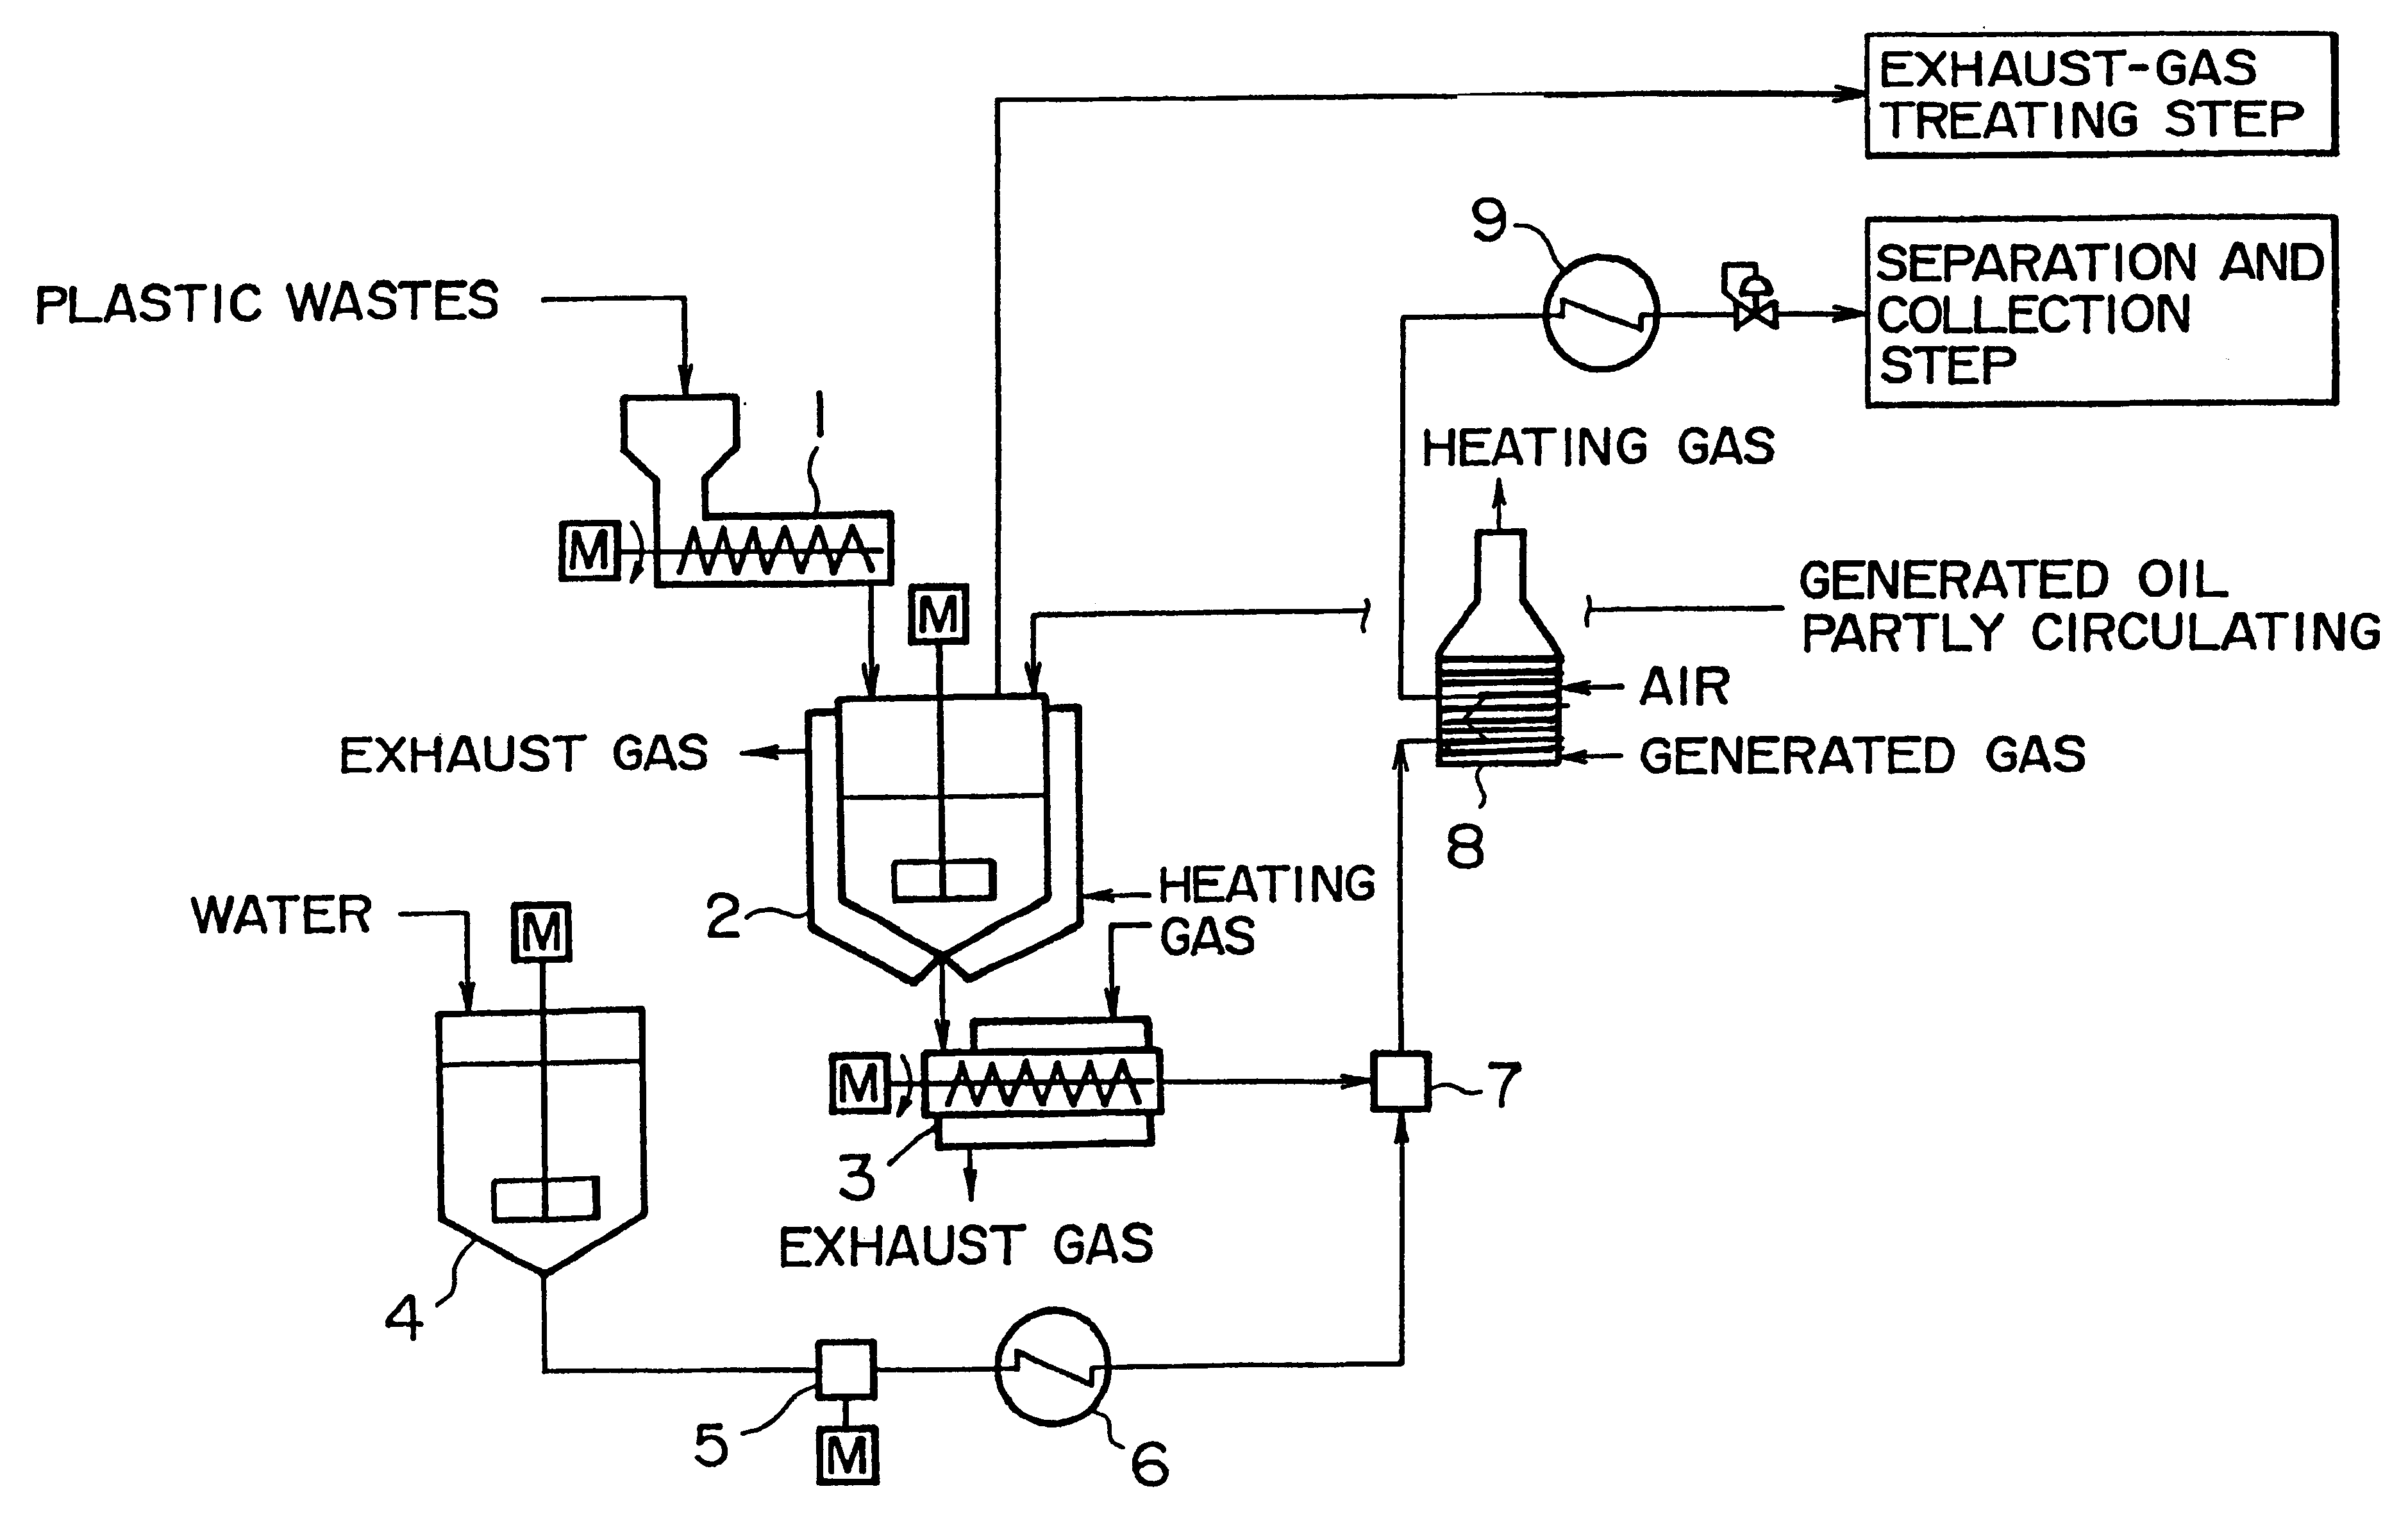 EXHAUST-GAS
TREATING STEP
9
SEPARATION AND
COLLECTION
STEP
PLASTIC WASTES
1
HEATING GAS
M
M
GENERATED OIL
PARTLY CIRCULATING
AIR
EXHAUST GAS
GENERATED GAS
8
HEATING
GAS
2
WATER
M
M
7
3
EXHAUST GAS
4
5
M
6